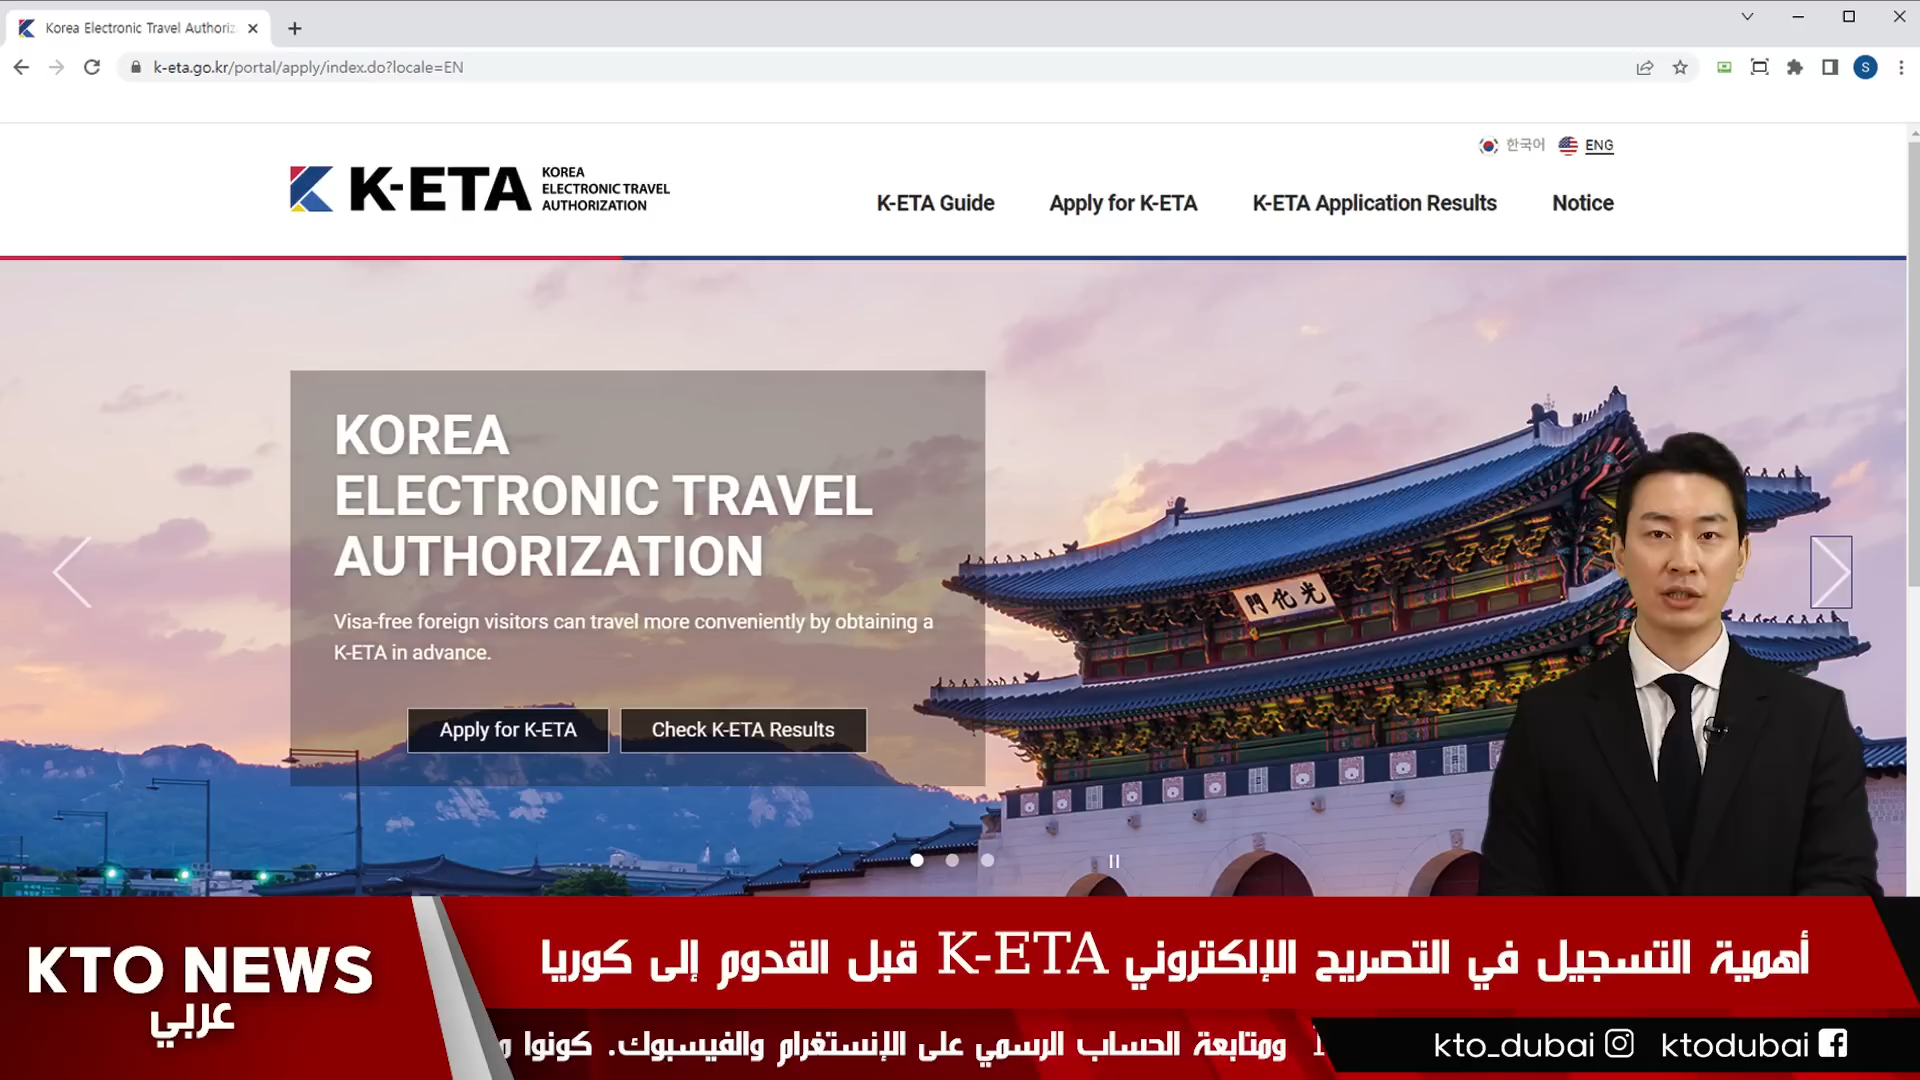 Korea Electronic Travel Authoriz
k-eta.go.kr/portal/apply/index.do?locale=EN
S
한국어 ENG
K-ETA
KOREA
ELECTRONIC TRAVEL
AUTHORIZATION
K-ETA Guide Apply for K-ETA K-ETA Application Results Notice
KOREA
ELECTRONIC TRAVEL
AUTHORIZATION
Visa-free foreign visitors can travel more conveniently by obtaining a
K-ETA in advance.
Apply for K-ETA Check K-ETA Results
門化光
KTO NEWS
عربي
أهمية التسجيل في التصريح الإلكتروني K-ETA قبل القدوم إلى كوريا
ومتابعة الحساب الرسمي على الإنستغرام والفيسبوك. كونوا
kto_dubai ktodubai